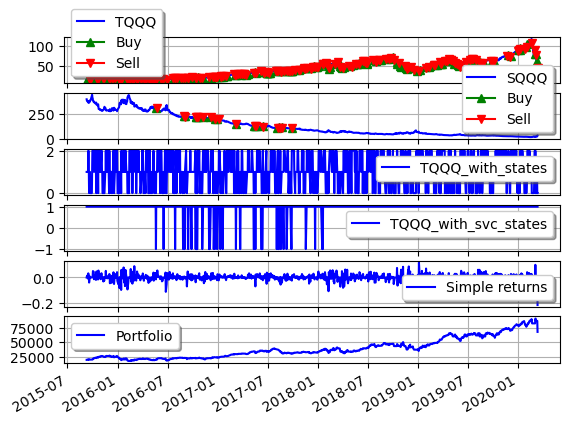 TQQQ
Buy
Sell
100
50
SQQQ
Buy
Sell
250
0
2
0
TQQQ_with_states
1
0
−1
TQQQ_with_svc_states
0.0
−0.2
Simple returns
75000
50000
25000
Portfolio
2015-07
2016-01
2016-07
2017-01
2017-07
2018-01
2018-07
2019-01
2019-07
2020-01